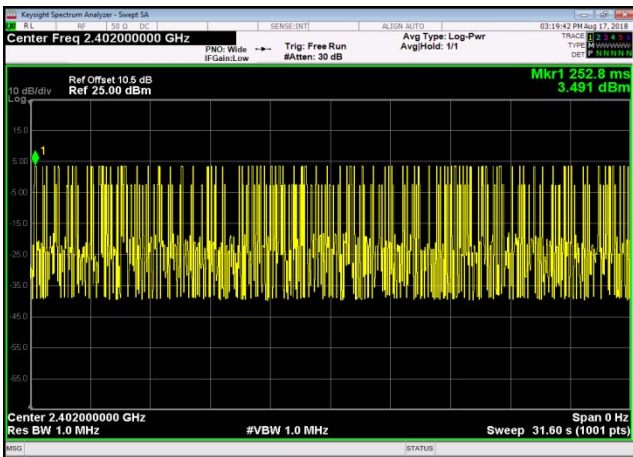 Keysight Spectrum Analyzer - Swept SA
RL RF 50 Ω DC SENSE:INT ALIGN AUTO 03:19:42 PM Aug 17, 2018
Center Freq 2.402000000 GHz
PNO: Wide
IFGain:Low
Trig: Free Run
#Atten: 30 dB
Avg Type: Log-Pwr
Avg|Hold: 1/1
TRACE 1 2 3 4 5 6
TYPE M WWWWW
DET P N N N N N
Ref Offset 10.5 dB
10 dB/div Ref 25.00 dBm
Log
Mkr1 252.8 ms
3.491 dBm
1
15.0
5.00
-5.00
-15.0
-25.0
-35.0
-45.0
-55.0
-65.0
Center 2.402000000 GHz Span 0 Hz
Res BW 1.0 MHz #VBW 1.0 MHz Sweep 31.60 s (1001 pts)
MSG STATUS